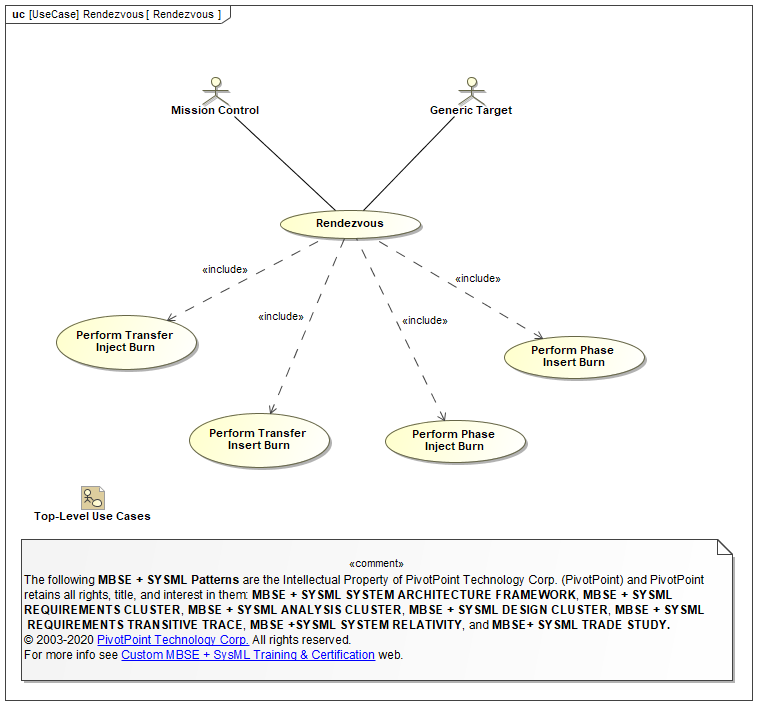 uc [UseCase] Rendezvous [ Rendezvous ]
Mission Control
Generic Target
Rendezvous
«include»
«include»
«include»
«include»
Perform Transfer
Inject Burn
Perform Phase
Insert Burn
Perform Transfer
Insert Burn
Perform Phase
Inject Burn
Top-Level Use Cases
«comment»
The following MBSE + SYSML Patterns are the Intellectual Property of PivotPoint Technology Corp. (PivotPoint) and PivotPoint
retains all rights, title, and interest in them: MBSE + SYSML SYSTEM ARCHITECTURE FRAMEWORK, MBSE + SYSML
REQUIREMENTS CLUSTER, MBSE + SYSML ANALYSIS CLUSTER, MBSE + SYSML DESIGN CLUSTER, MBSE + SYSML
REQUIREMENTS TRANSITIVE TRACE, MBSE +SYSML SYSTEM RELATIVITY, and MBSE+ SYSML TRADE STUDY.
© 2003-2020 PivotPoint Technology Corp. All rights reserved.
For more info see Custom MBSE + SysML Training & Certification web.